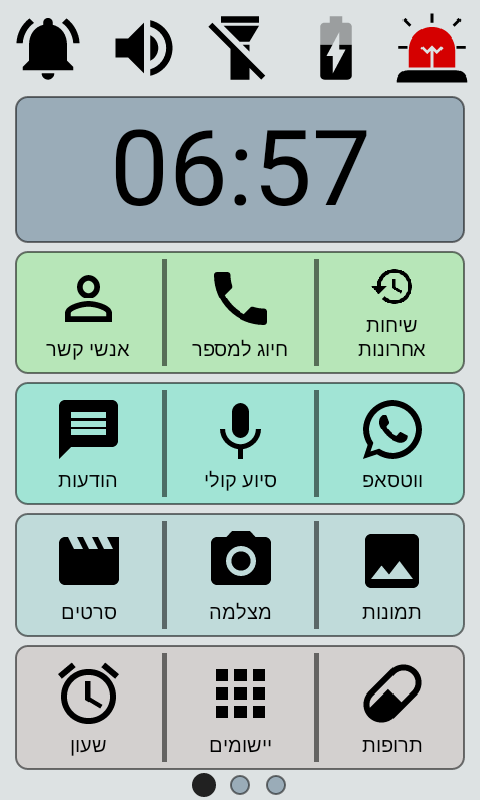 06:57
שיחות
אחרונות
חיוג למספר
אנשי קשר
ווטסאפ
סיוע קולי
הודעות
תמונות
מצלמה
סרטים
תרופות
יישומים
שעון